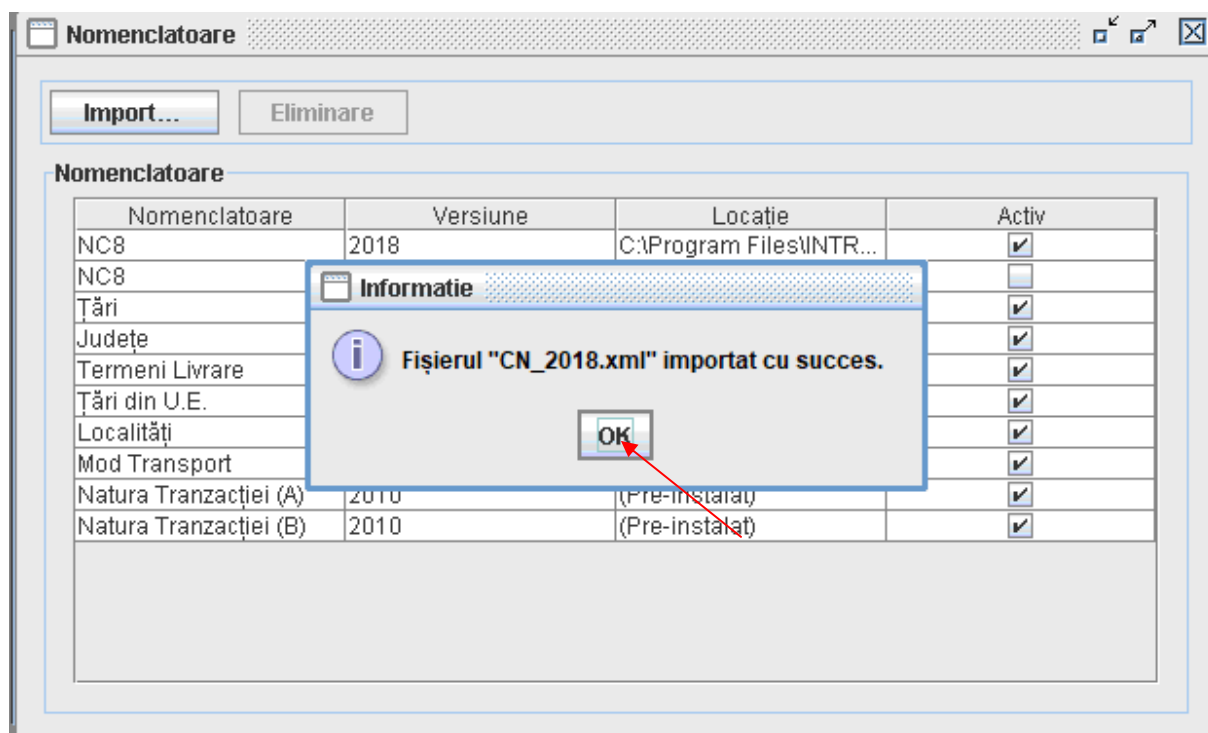 Nomenclatoare
Import... Eliminare
Nomenclatoare
Nomenclatoare Versiune Locație Activ
NC8 2018 C:\Program Files\INTR...
NC8
Țări
Informatie
Județe
Termeni Livrare
Fișierul "CN_2018.xml" importat cu succes.
Țări din U.E.
Localități
OK
Mod Transport
Natura Tranzacției (A) 2010 (Pre-instalat)
Natura Tranzacției (B) 2010 (Pre-instalat)